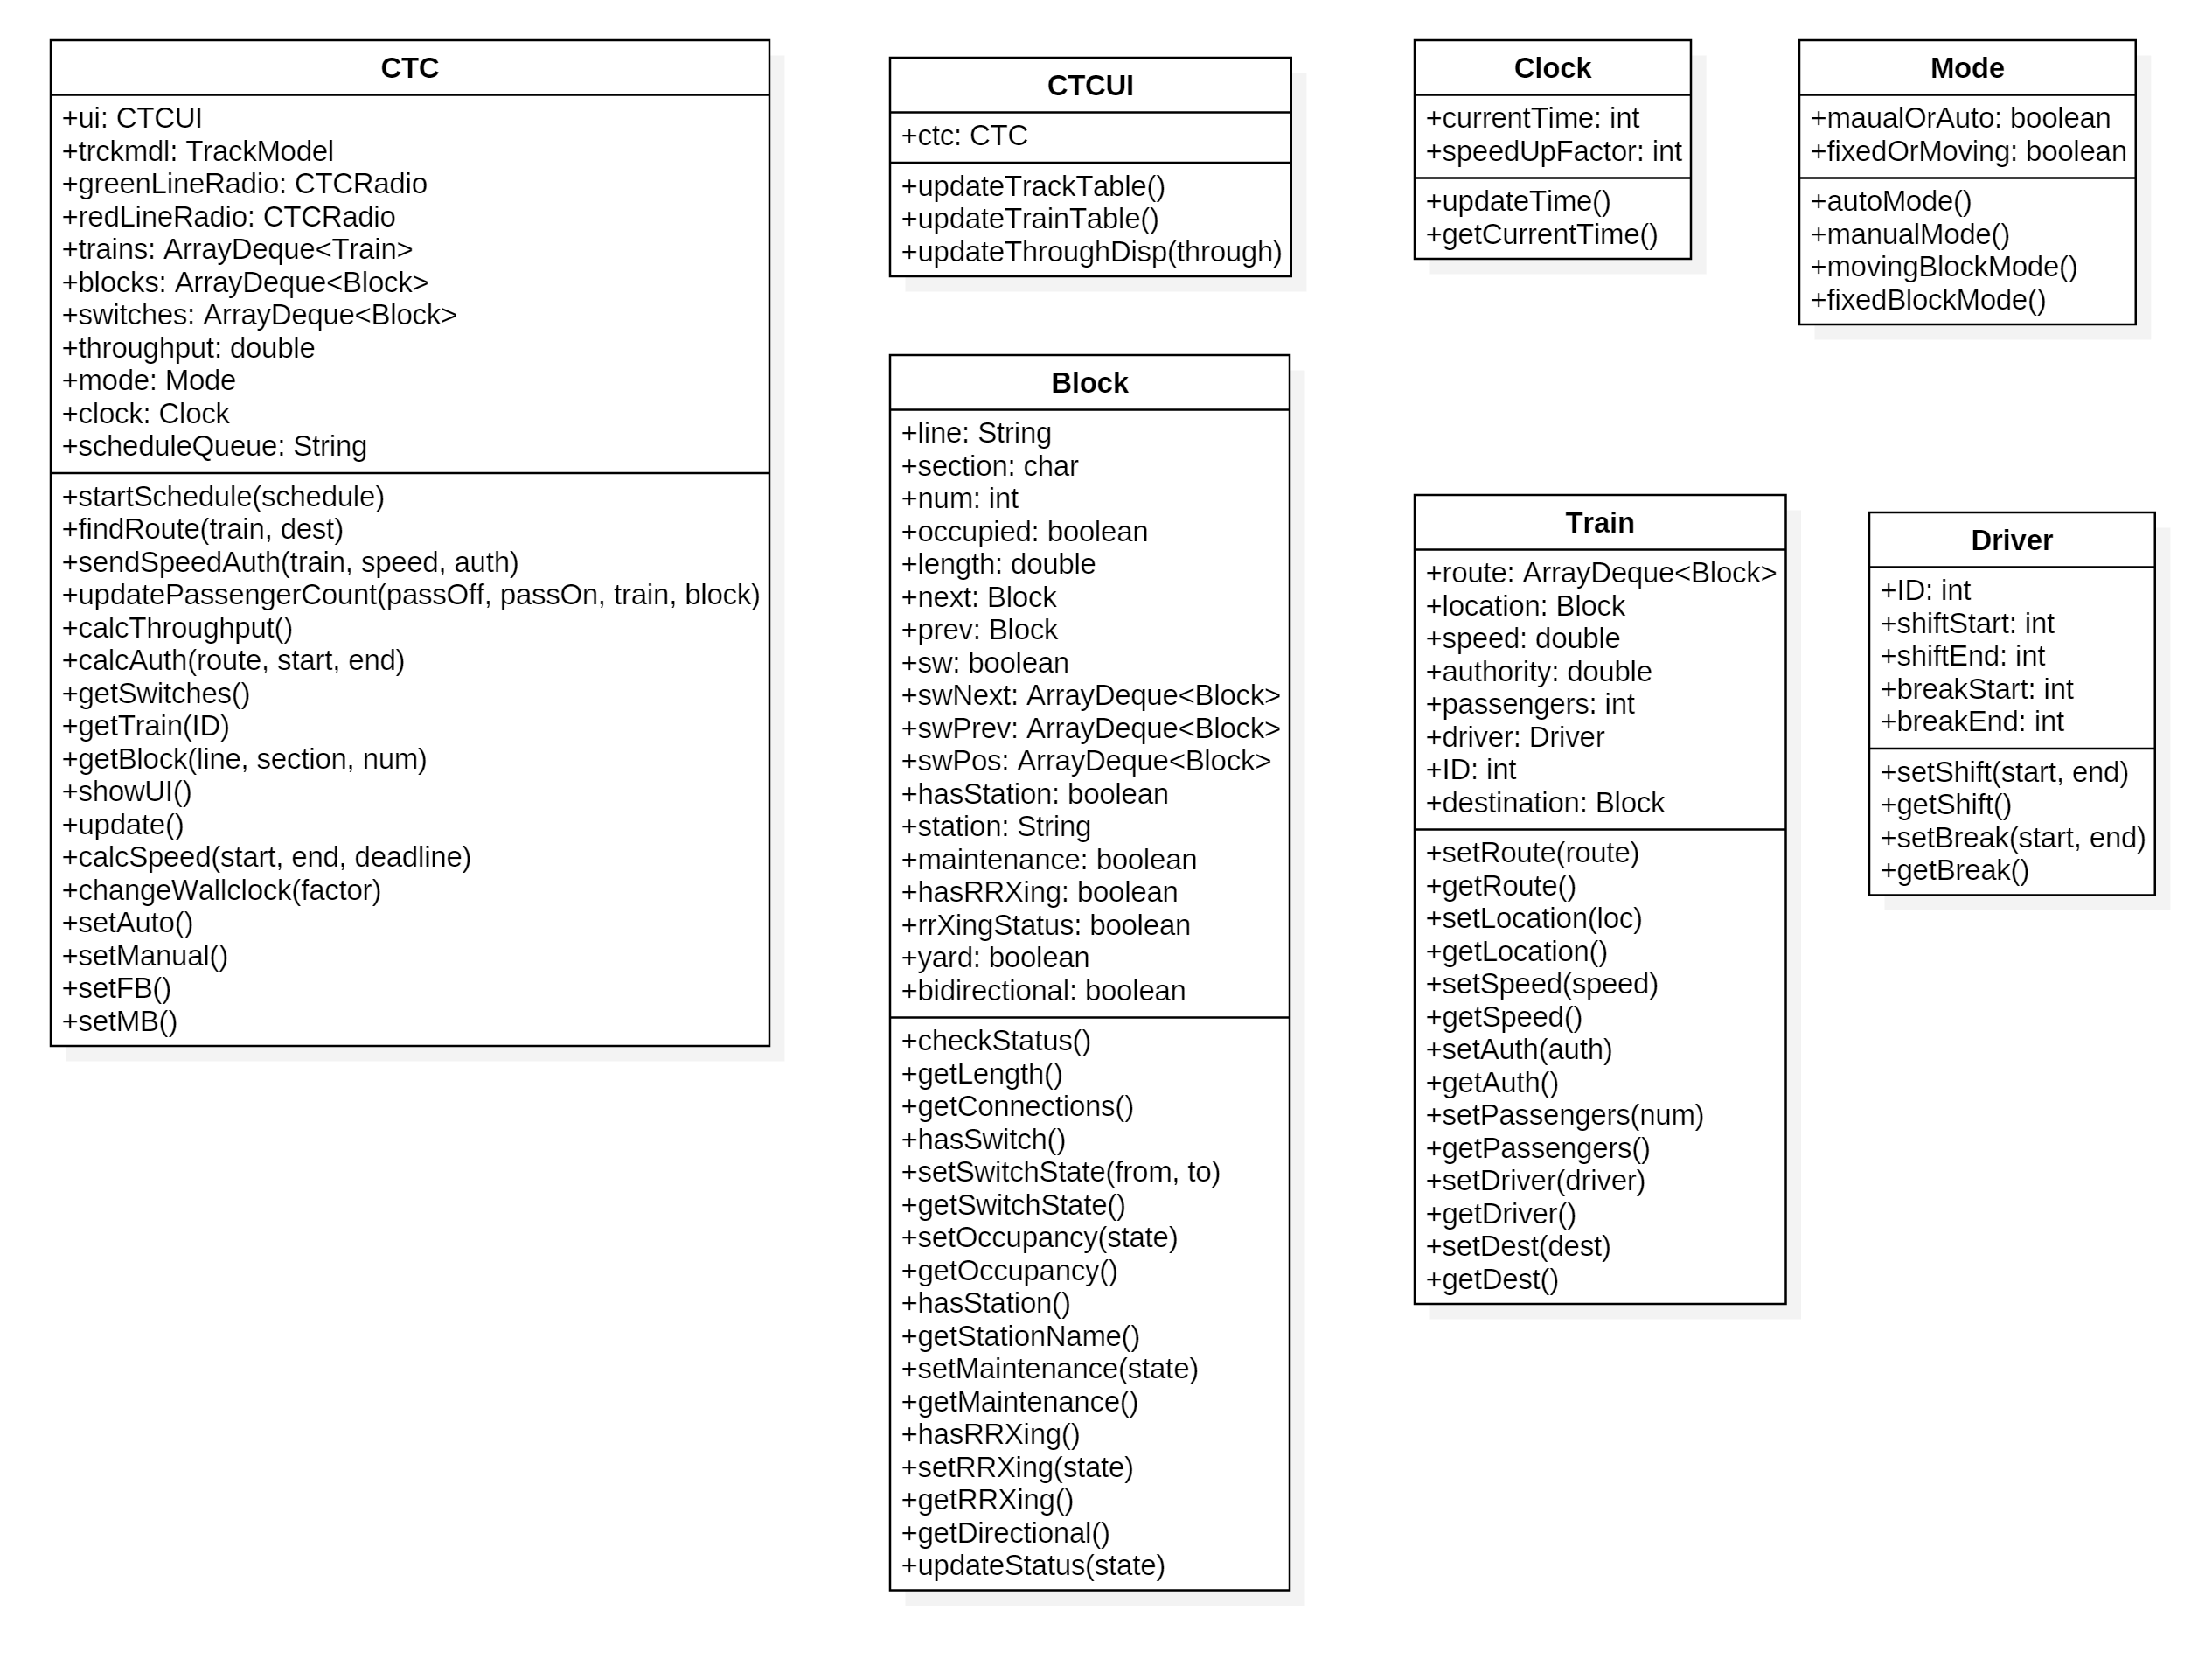 CTC
+ui: CTCUI
+trckmdl: TrackModel
+greenLineRadio: CTCRadio
+redLineRadio: CTCRadio
+trains: ArrayDeque<Train>
+blocks: ArrayDeque<Block>
+switches: ArrayDeque<Block>
+throughput: double
+mode: Mode
+clock: Clock
+scheduleQueue: String
+startSchedule(schedule)
+findRoute(train, dest)
+sendSpeedAuth(train, speed, auth)
+updatePassengerCount(passOff, passOn, train, block)
+calcThroughput()
+calcAuth(route, start, end)
+getSwitches()
+getTrain(ID)
+getBlock(line, section, num)
+showUI()
+update()
+calcSpeed(start, end, deadline)
+changeWallclock(factor)
+setAuto()
+setManual()
+setFB()
+setMB()
CTCUI
+ctc: CTC
+updateTrackTable()
+updateTrainTable()
+updateThroughDisp(through)
Clock
+currentTime: int
+speedUpFactor: int
+updateTime()
+getCurrentTime()
Mode
+maualOrAuto: boolean
+fixedOrMoving: boolean
+autoMode()
+manualMode()
+movingBlockMode()
+fixedBlockMode()
Block
+line: String
+section: char
+num: int
+occupied: boolean
+length: double
+next: Block
+prev: Block
+sw: boolean
+swNext: ArrayDeque<Block>
+swPrev: ArrayDeque<Block>
+swPos: ArrayDeque<Block>
+hasStation: boolean
+station: String
+maintenance: boolean
+hasRRXing: boolean
+rrXingStatus: boolean
+yard: boolean
+bidirectional: boolean
+checkStatus()
+getLength()
+getConnections()
+hasSwitch()
+setSwitchState(from, to)
+getSwitchState()
+setOccupancy(state)
+getOccupancy()
+hasStation()
+getStationName()
+setMaintenance(state)
+getMaintenance()
+hasRRXing()
+setRRXing(state)
+getRRXing()
+getDirectional()
+updateStatus(state)
Train
+route: ArrayDeque<Block>
+location: Block
+speed: double
+authority: double
+passengers: int
+driver: Driver
+ID: int
+destination: Block
+setRoute(route)
+getRoute()
+setLocation(loc)
+getLocation()
+setSpeed(speed)
+getSpeed()
+setAuth(auth)
+getAuth()
+setPassengers(num)
+getPassengers()
+setDriver(driver)
+getDriver()
+setDest(dest)
+getDest()
Driver
+ID: int
+shiftStart: int
+shiftEnd: int
+breakStart: int
+breakEnd: int
+setShift(start, end)
+getShift()
+setBreak(start, end)
+getBreak()